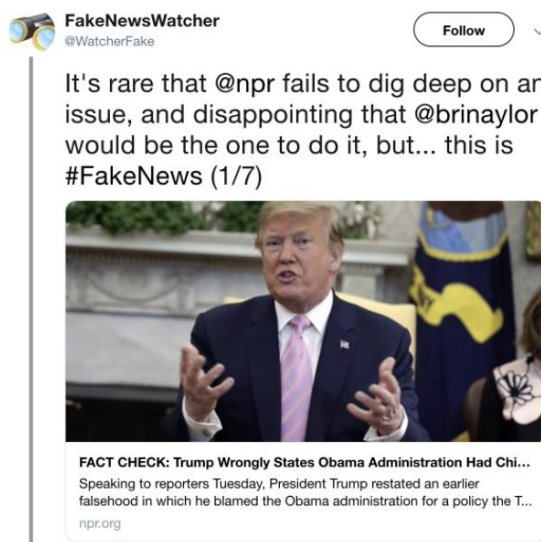 FakeNewsWatcher
@WatcherFake
Follow
It's rare that @npr fails to dig deep on an
issue, and disappointing that @brinaylor
would be the one to do it, but... this is
#FakeNews (1/7)
FACT CHECK: Trump Wrongly States Obama Administration Had Chi...
Speaking to reporters Tuesday, President Trump restated an earlier
falsehood in which he blamed the Obama administration for a policy the T...
npr.org